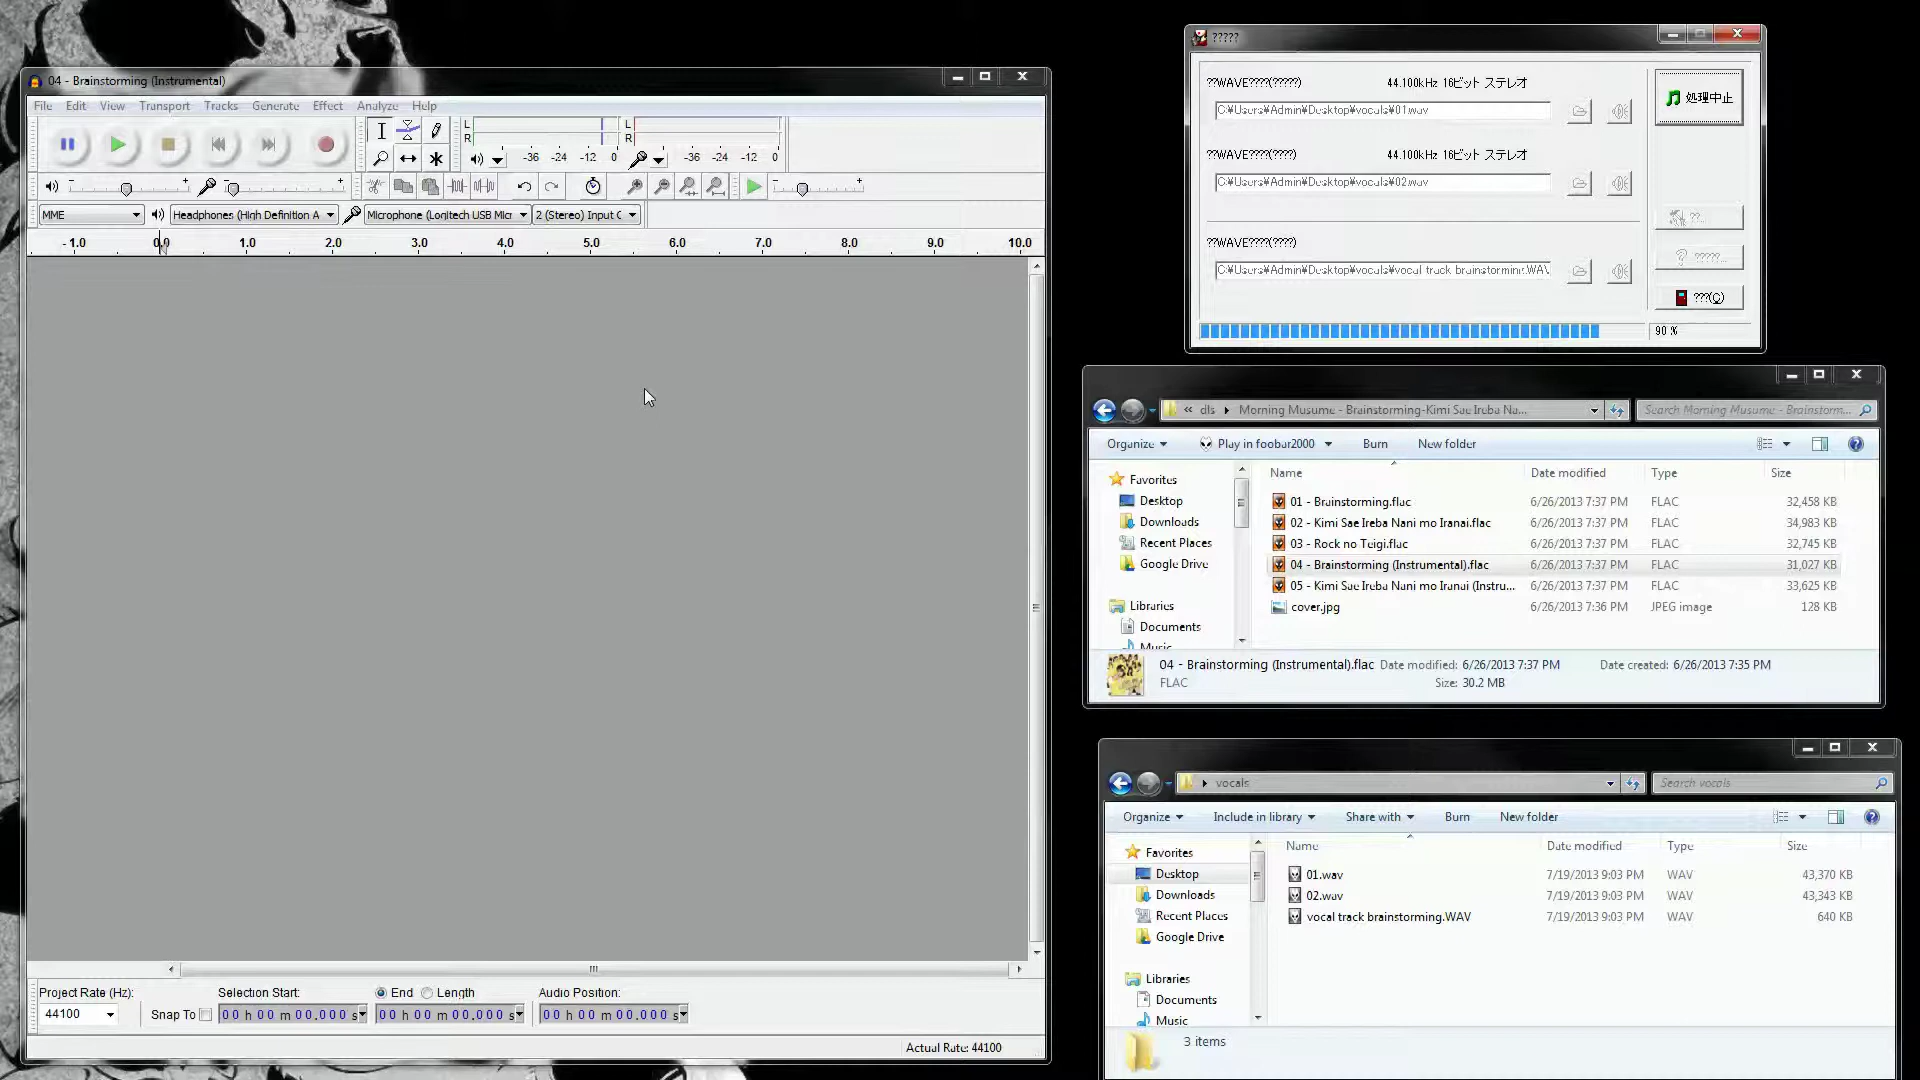 04 - Brainstorming (Instrumental)
File Edit View Transport Tracks Generate Effect Analyze Help
L
R
-36 -24 -12 0
L
R
-36 -24 -12 0
MME
Headphones (High Definition A
Microphone (Logitech USB Micr
2 (Stereo) Input C
- 1.0 0.0 1.0 2.0 3.0 4.0 5.0 6.0 7.0 8.0 9.0 10.0
Project Rate (Hz):
44100
Snap To
Selection Start:
End Length
Audio Position:
00 h 00 m 00.000 s
00 h 00 m 00.000 s
00 h 00 m 00.000 s
Actual Rate: 44100
?????
??WAVE????(?????) 44.100kHz 16ビット ステレオ
C:¥Users¥Admin¥Desktop¥vocals¥01.wav
??WAVE????(????) 44.100kHz 16ビット ステレオ
C:¥Users¥Admin¥Desktop¥vocals¥02.wav
??WAVE????(????)
C:¥Users¥Admin¥Desktop¥vocals¥vocal track brainstorming.WAV
処理中止
??...
?????...
???(C)
90 %
« dls Morning Musume - Brainstorming-Kimi Sae Ireba Na...
Search Morning Musume - Brainstorm...
Organize Play in foobar2000 Burn New folder
Favorites
Desktop
Downloads
Recent Places
Google Drive
Libraries
Documents
Music
Name Date modified Type Size
01 - Brainstorming.flac 6/26/2013 7:37 PM FLAC 32,458 KB
02 - Kimi Sae Ireba Nani mo Iranai.flac 6/26/2013 7:37 PM FLAC 34,983 KB
03 - Rock no Teigi.flac 6/26/2013 7:37 PM FLAC 32,745 KB
04 - Brainstorming (Instrumental).flac 6/26/2013 7:37 PM FLAC 31,027 KB
05 - Kimi Sae Ireba Nani mo Iranai (Instru... 6/26/2013 7:37 PM FLAC 33,625 KB
cover.jpg 6/26/2013 7:36 PM JPEG image 128 KB
04 - Brainstorming (Instrumental).flac Date modified: 6/26/2013 7:37 PM Date created: 6/26/2013 7:35 PM
FLAC Size: 30.2 MB
vocals
Search vocals
Organize Include in library Share with Burn New folder
Favorites
Desktop
Downloads
Recent Places
Google Drive
Libraries
Documents
Music
Name Date modified Type Size
01.wav 7/19/2013 9:03 PM WAV 43,370 KB
02.wav 7/19/2013 9:03 PM WAV 43,343 KB
vocal track brainstorming.WAV 7/19/2013 9:03 PM WAV 640 KB
3 items